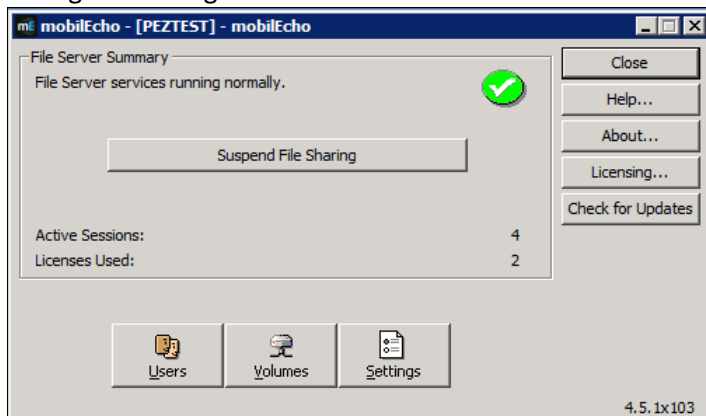 mE mobilEcho - [PEZTEST] - mobilEcho
File Server Summary
File Server services running normally.
Suspend File Sharing
Active Sessions: 4
Licenses Used: 2
Close
Help...
About...
Licensing...
Check for Updates
Users
Volumes
Settings
4.5.1x103